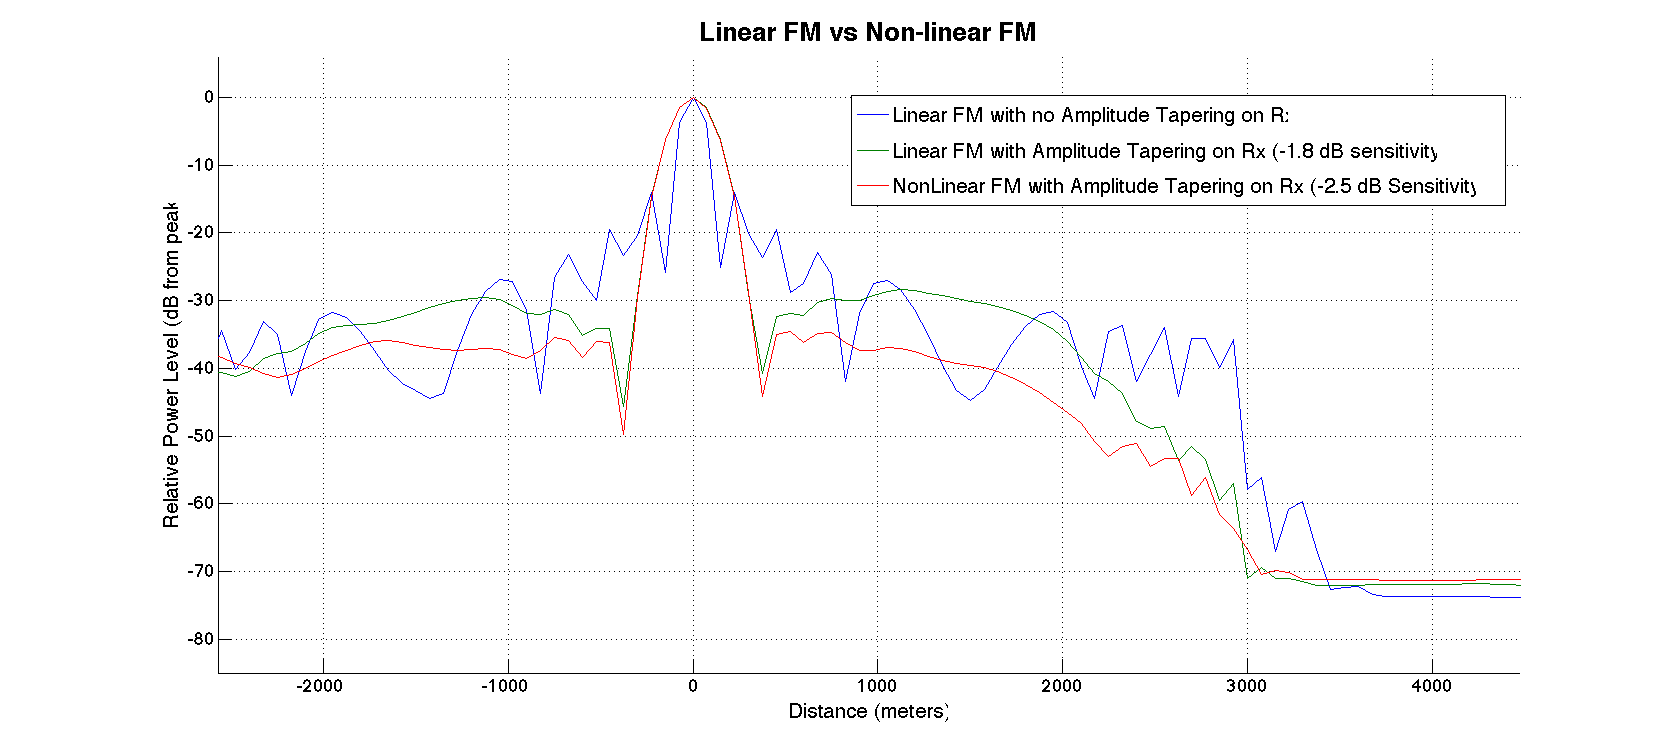 Linear FM vs Non-linear FM
Linear FM with no Amplitude Tapering on R:
Linear FM with Amplitude Tapering on Rx (-1.8 dB sensitivity
NonLinear FM with Amplitude Tapering on Rx (-2.5 dB Sensitivity
Relative Power Level (dB from peak
0
-10
-20
-30
-40
-50
-60
-70
-80
-2000
-1000
0
1000
2000
3000
4000
Distance (meters)